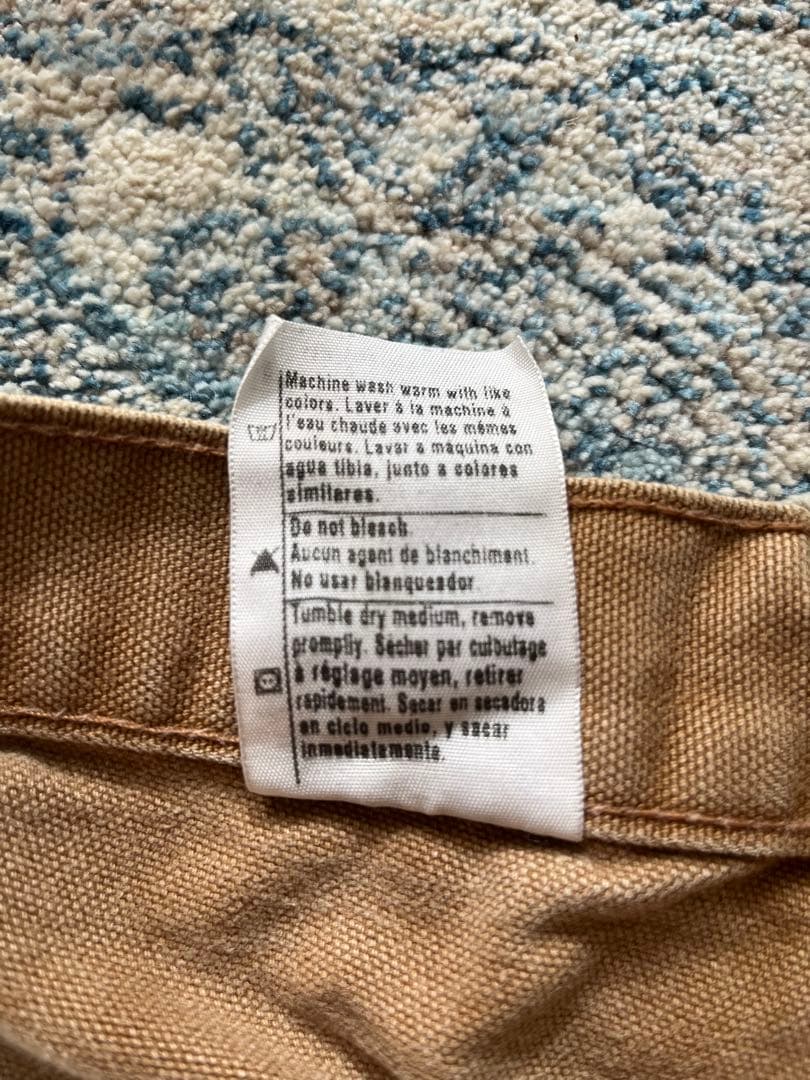 Machine wash warm with like
colors. Laver à la machine à
l'eau chaude avec les mêmes
couleurs. Lavar a máquina con
agua tibia, junto a colores
similares.
Do not bleach.
Aucun agent de blanchiment.
No usar blanqueador.
Tumble dry medium, remove
promptly. Sécher par culbutage
à réglage moyen, retirer
rapidement. Secar en secadora
en ciclo medio, y sacar
inmediatamente.